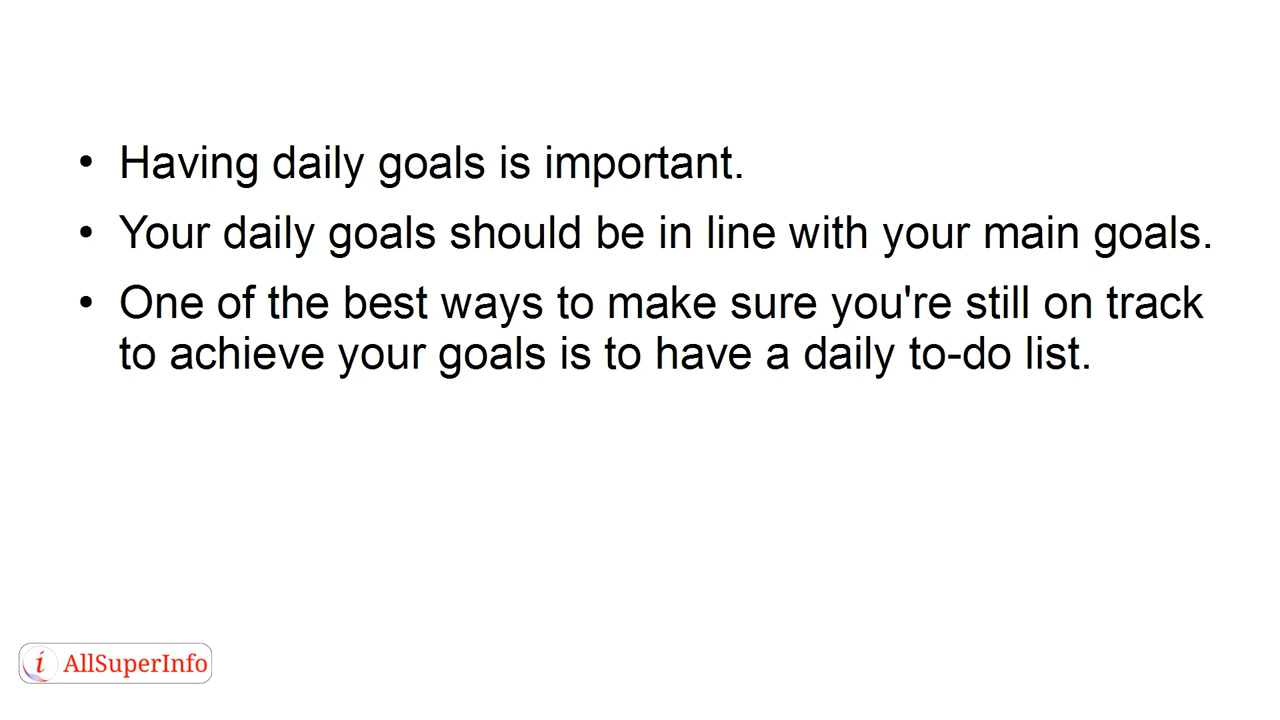 • Having daily goals is important.
• Your daily goals should be in line with your main goals.
• One of the best ways to make sure you're still on track
to achieve your goals is to have a daily to-do list.
i AllSuperInfo